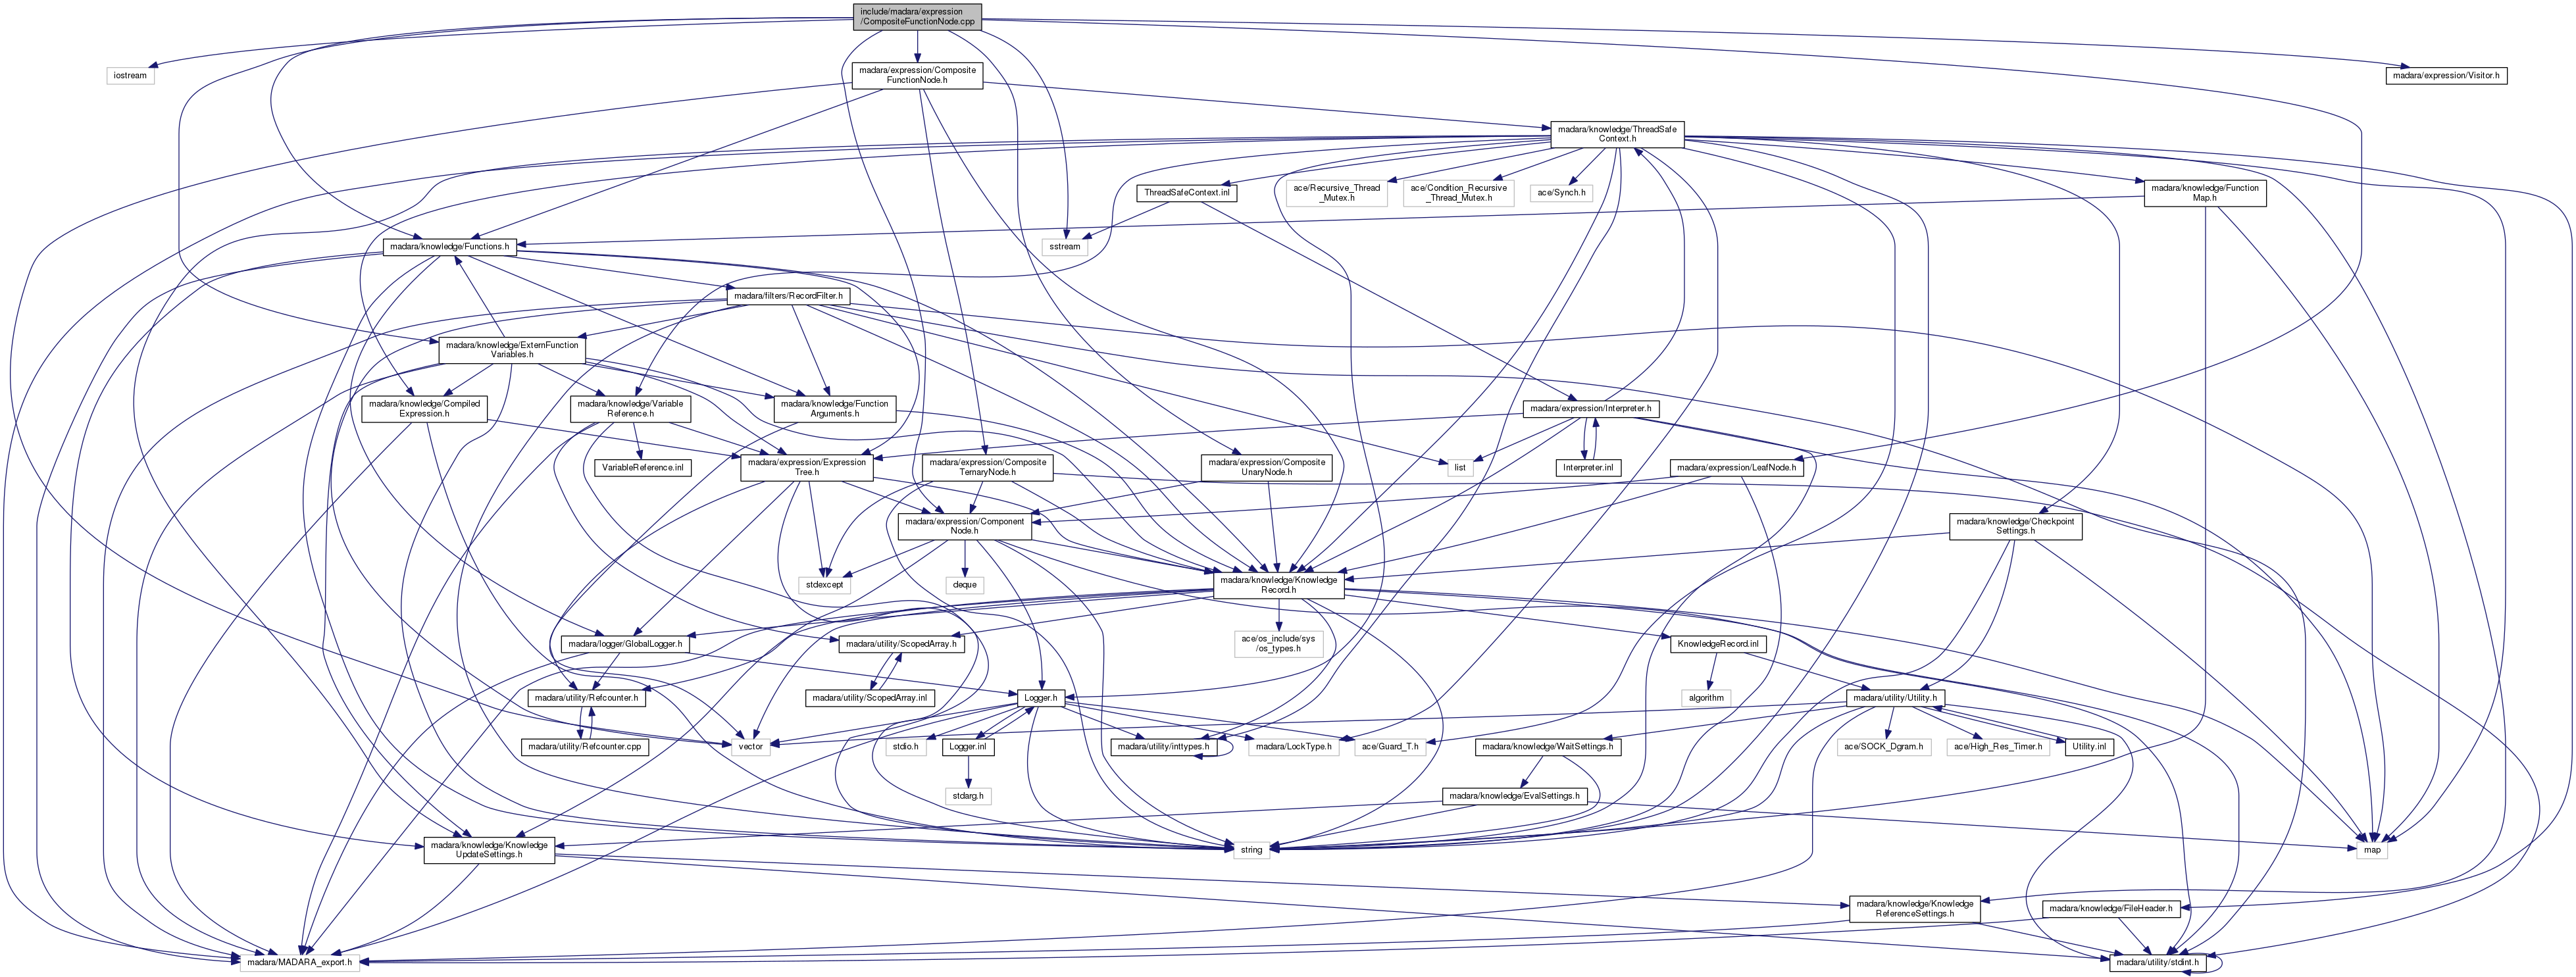 include/madara/expression
/CompositeFunctionNode.cpp
iostream
madara/expression/Composite
FunctionNode.h
madara/expression/Visitor.h
madara/knowledge/ThreadSafe
Context.h
ThreadSafeContext.inl
ace/Recursive_Thread
_Mutex.h
ace/Condition_Recursive
_Thread_Mutex.h
ace/Synch.h
madara/knowledge/Function
Map.h
madara/knowledge/Functions.h
sstream
madara/filters/RecordFilter.h
madara/knowledge/ExternFunction
Variables.h
madara/knowledge/Compiled
Expression.h
madara/knowledge/Variable
Reference.h
madara/knowledge/Function
Arguments.h
madara/expression/Interpreter.h
VariableReference.inl
madara/expression/Expression
Tree.h
madara/expression/Composite
TernaryNode.h
madara/expression/Composite
UnaryNode.h
list
Interpreter.inl
madara/expression/LeafNode.h
madara/expression/Component
Node.h
madara/knowledge/Checkpoint
Settings.h
stdexcept
deque
madara/knowledge/Knowledge
Record.h
madara/logger/GlobalLogger.h
madara/utility/ScopedArray.h
ace/os_include/sys
/os_types.h
KnowledgeRecord.inl
madara/utility/Refcounter.h
madara/utility/ScopedArray.inl
Logger.h
algorithm
madara/utility/Utility.h
madara/utility/Refcounter.cpp
vector
stdio.h
Logger.inl
madara/utility/inttypes.h
madara/LockType.h
ace/Guard_T.h
madara/knowledge/WaitSettings.h
ace/SOCK_Dgram.h
ace/High_Res_Timer.h
Utility.inl
stdarg.h
madara/knowledge/EvalSettings.h
madara/knowledge/Knowledge
UpdateSettings.h
string
map
madara/knowledge/Knowledge
ReferenceSettings.h
madara/knowledge/FileHeader.h
madara/MADARA_export.h
madara/utility/stdint.h